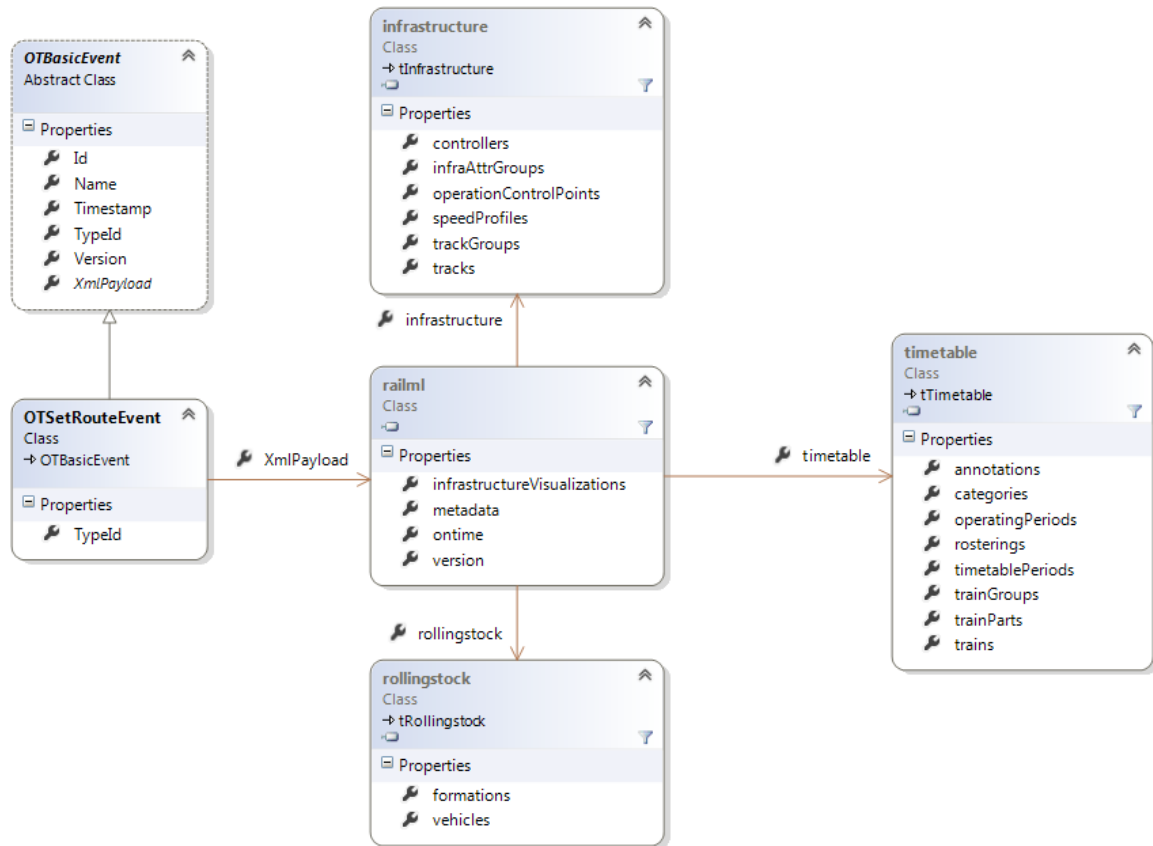 OTBasicEvent
Abstract Class
Properties
Id
Name
Timestamp
TypeId
Version
XmlPayload
OTSetRouteEvent
Class
OTBasicEvent
Properties
TypeId
XmlPayload
infrastructure
Class
tInfrastructure
Properties
controllers
infraAttrGroups
operationControlPoints
speedProfiles
trackGroups
tracks
infrastructure
railml
Class
Properties
infrastructureVisualizations
metadata
ontime
version
rollingstock
rollingstock
Class
tRollingstock
Properties
formations
vehicles
timetable
timetable
Class
tTimetable
Properties
annotations
categories
operatingPeriods
rosterings
timetablePeriods
trainGroups
trainParts
trains